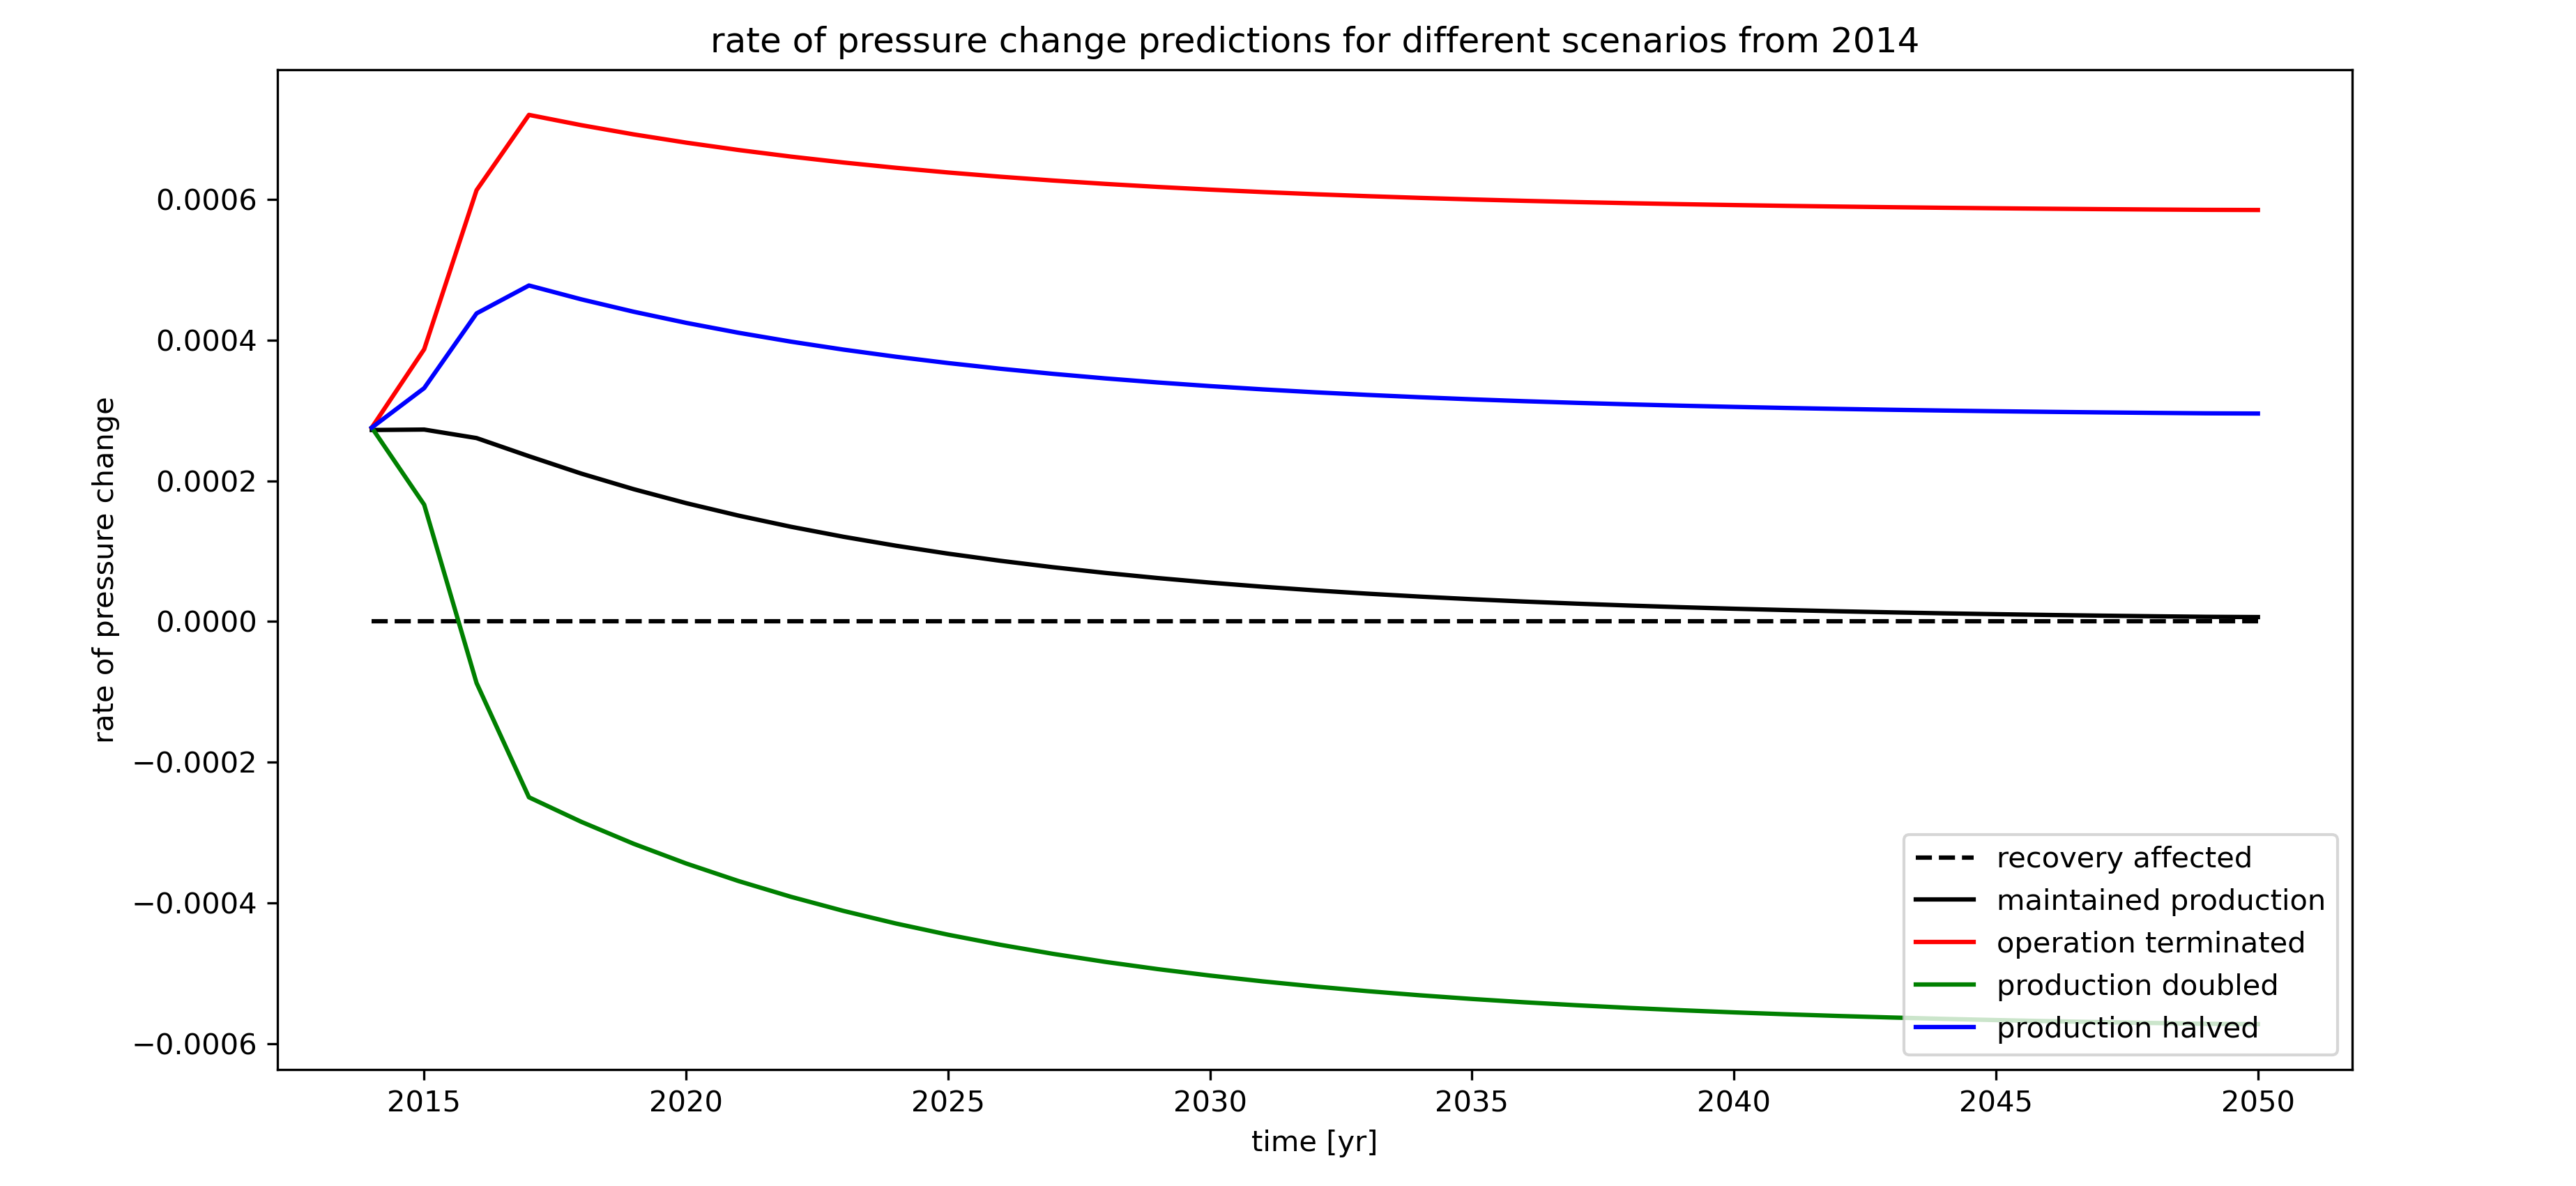 rate of pressure change predictions for different scenarios from 2014
rate of pressure change
0.0006
0.0004
0.0002
0.0000
−0.0002
−0.0004
−0.0006
recovery affected
maintained production
operation terminated
production doubled
production halved
2015 2020 2025 2030 2035 2040 2045 2050
time [yr]